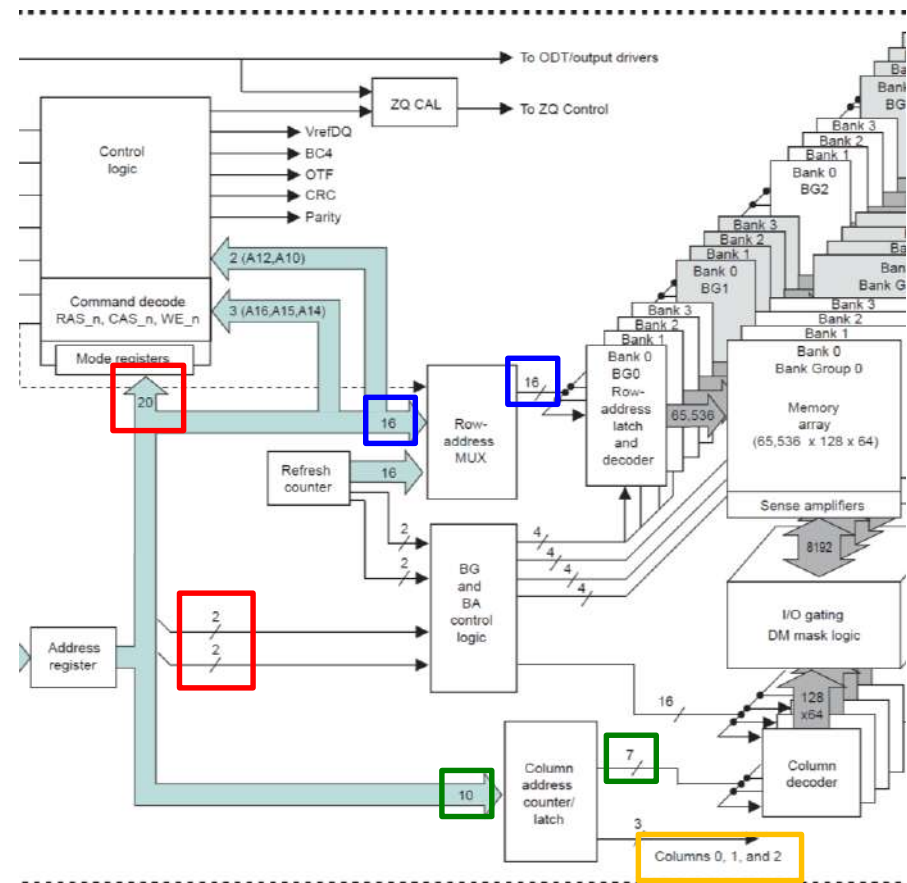 To ODT/output drivers
ZQ CAL
To ZQ Control
Control
logic
VrefDQ
BC4
OTF
CRC
Parity
2 (A12,A10)
Command decode
RAS_n, CAS_n, WE_n
3 (A16,A15,A14)
Mode registers
20
16
Row-
address
MUX
16
Refresh
counter
16
2
2
BG
and
BA
control
logic
4
4
4
4
Address
register
2
2
16
10
Column
address
counter/
latch
7
3
Columns 0, 1, and 2
Bank 3
Bank 2
Bank 1
Bank 0
BG2
Bank 3
Bank 2
Bank 1
Bank 0
BG1
Bank 3
Bank 2
Bank 1
Bank 0
BG0
Row-
address
latch
and
decoder
65,536
Bank 3
Bank 2
Bank 1
Bank 0
Bank Group 0
Memory
array
(65,536 x 128 x 64)
Sense amplifiers
8192
I/O gating
DM mask logic
128
x64
Column
decoder